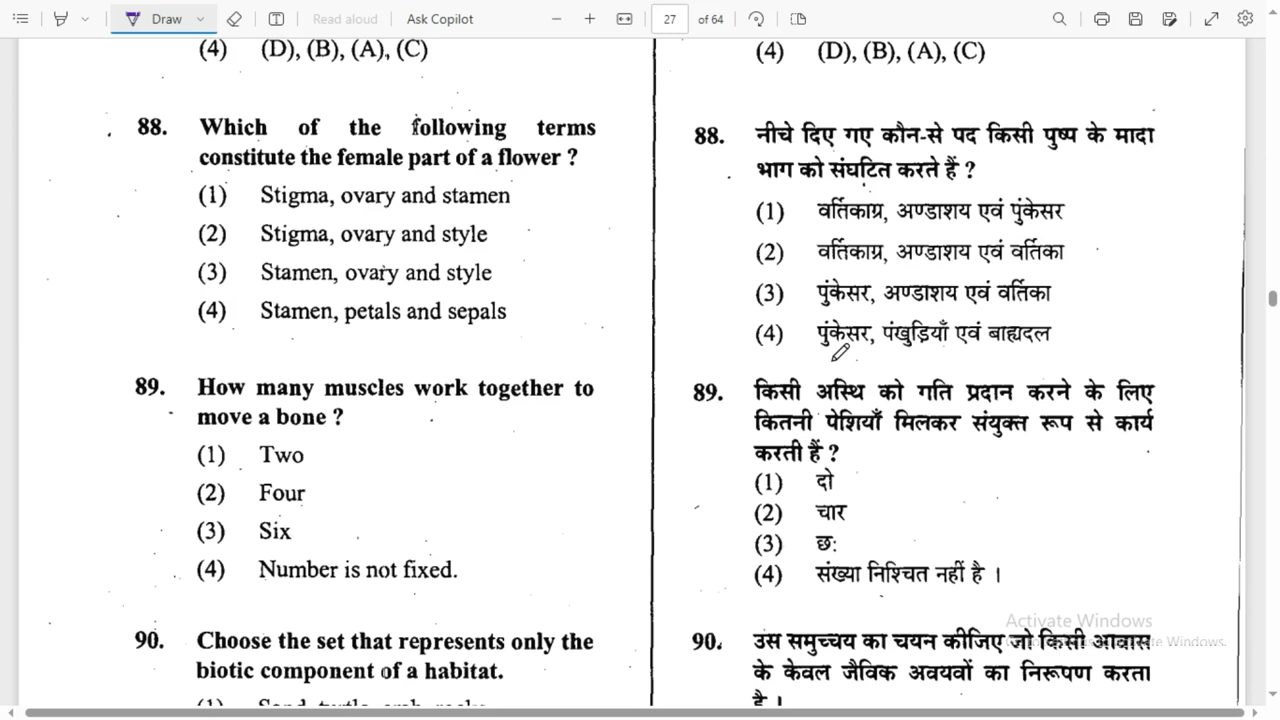 Draw
Read aloud
Ask Copilot
27 of 64
(4) (D), (B), (A), (C)
88. Which of the following terms
constitute the female part of a flower ?
(1) Stigma, ovary and stamen
(2) Stigma, ovary and style
(3) Stamen, ovary and style
(4) Stamen, petals and sepals
89. How many muscles work together to
move a bone ?
(1) Two
(2) Four
(3) Six
(4) Number is not fixed.
90. Choose the set that represents only the
biotic component of a habitat.
(4) (D), (B), (A), (C)
88. नीचे दिए गए कौन-से पद किसी पुष्प के मादा
भाग को संघटित करते हैं ?
(1) वर्तिकाग्र, अण्डाशय एवं पुंकेसर
(2) वर्तिकाग्र, अण्डाशय एवं वर्तिका
(3) पुंकेसर, अण्डाशय एवं वर्तिका
(4) पुंकेसर, पंखुड़ियाँ एवं बाह्यदल
89. किसी अस्थि को गति प्रदान करने के लिए
कितनी पेशियाँ मिलकर संयुक्त रूप से कार्य
करती हैं ?
(1) दो
(2) चार
(3) छः
(4) संख्या निश्चित नहीं है ।
90. उस समुच्चय का चयन कीजिए जो किसी आवास
के केवल जैविक अवयवों का निरूपण करता
है ।
Activate Windows